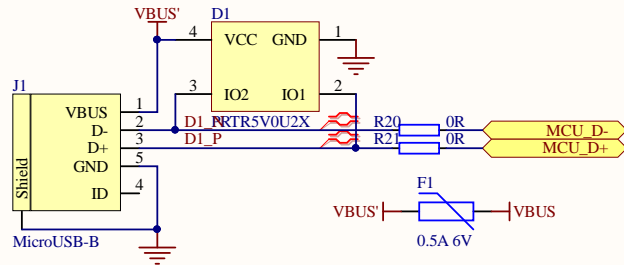 VBUS'
D1
4 VCC GND 1
3 IO2 IO1 2
PRTR5V0U2X
J1
VBUS 1
D- 2 D1_N R20 0R MCU_D-
D+ 3 D1_P R21 0R MCU_D+
GND 5
ID 4
Shield
MicroUSB-B
F1
VBUS' VBUS
0.5A 6V